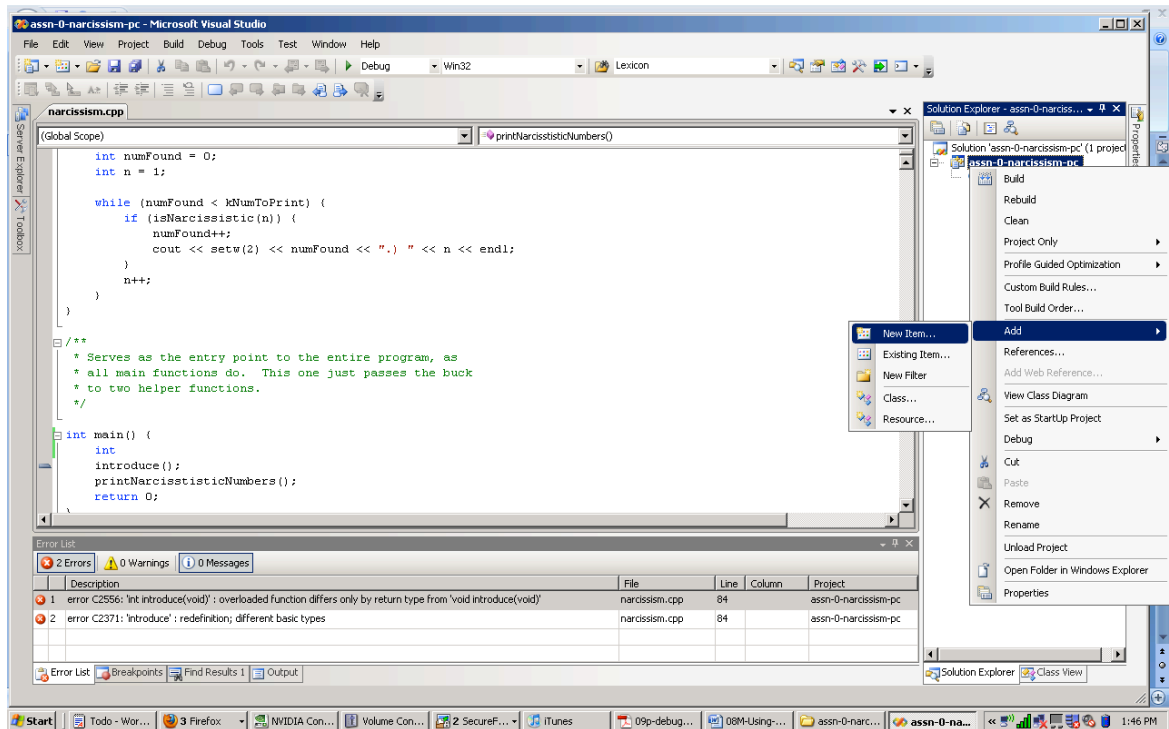 assn-0-narcissism-pc - Microsoft Visual Studio
File Edit View Project Build Debug Tools Test Window Help
Debug Win32 Lexicon
narcissism.cpp
(Global Scope) printNarcisstisticNumbers()
int numFound = 0;
int n = 1;
while (numFound < kNumToPrint) {
if (isNarcissistic(n)) {
numFound++;
cout << setw(2) << numFound << ".) " << n << endl;
}
n++;
}
}
/**
* Serves as the entry point to the entire program, as
* all main functions do. This one just passes the buck
* to two helper functions.
*/
int main() {
int
introduce();
printNarcisstisticNumbers();
return 0;
Server Explorer
Toolbox
Solution Explorer - assn-0-narciss...
Solution 'assn-0-narcissism-pc' (1 project
assn-0-narcissism-pc
Properties
Build
Rebuild
Clean
Project Only
Profile Guided Optimization
Custom Build Rules...
Tool Build Order...
Add
References...
Add Web Reference...
View Class Diagram
Set as StartUp Project
Debug
Cut
Paste
Remove
Rename
Unload Project
Open Folder in Windows Explorer
Properties
New Item...
Existing Item...
New Filter
Class...
Resource...
Error List
2 Errors 0 Warnings 0 Messages
Description File Line Column Project
1 error C2556: 'int introduce(void)' : overloaded function differs only by return type from 'void introduce(void)' narcissism.cpp 84 assn-0-narcissism-pc
2 error C2371: 'introduce' : redefinition; different basic types narcissism.cpp 84 assn-0-narcissism-pc
Error List Breakpoints Find Results 1 Output
Solution Explorer Class View
Start Todo - Wor... 3 Firefox NVIDIA Con... Volume Con... 2 SecureF... iTunes 09p-debug... 08M-Using-... assn-0-narc... assn-0-na... 1:46 PM